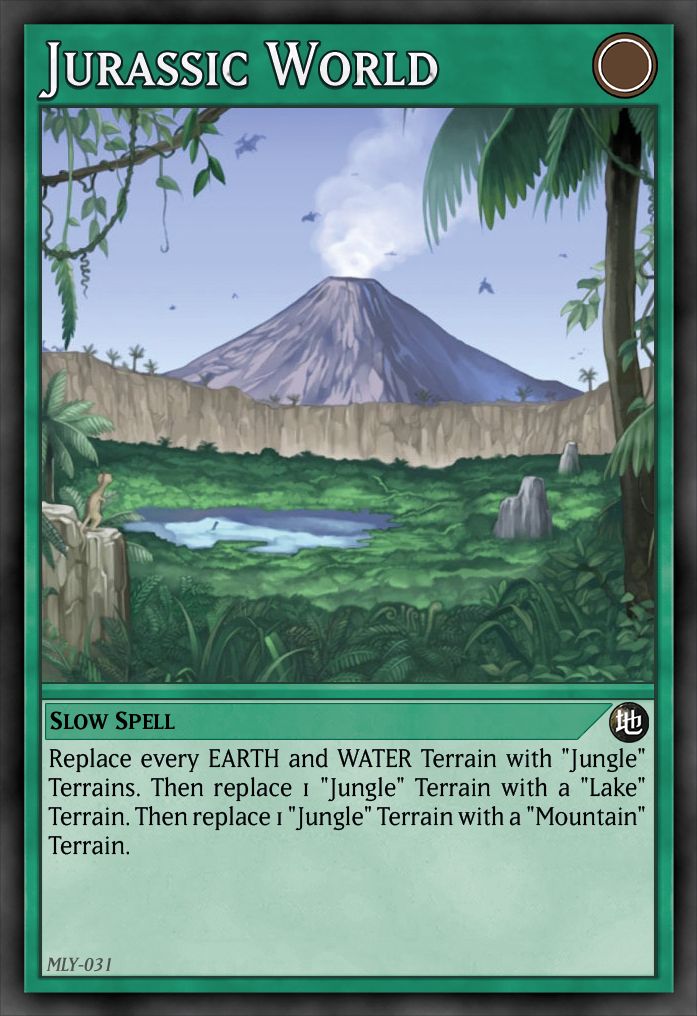 Jurassic World
Slow Spell
地
Replace every EARTH and WATER Terrain with "Jungle"
Terrains. Then replace 1 "Jungle" Terrain with a "Lake"
Terrain. Then replace 1 "Jungle" Terrain with a "Mountain"
Terrain.
MLY-031